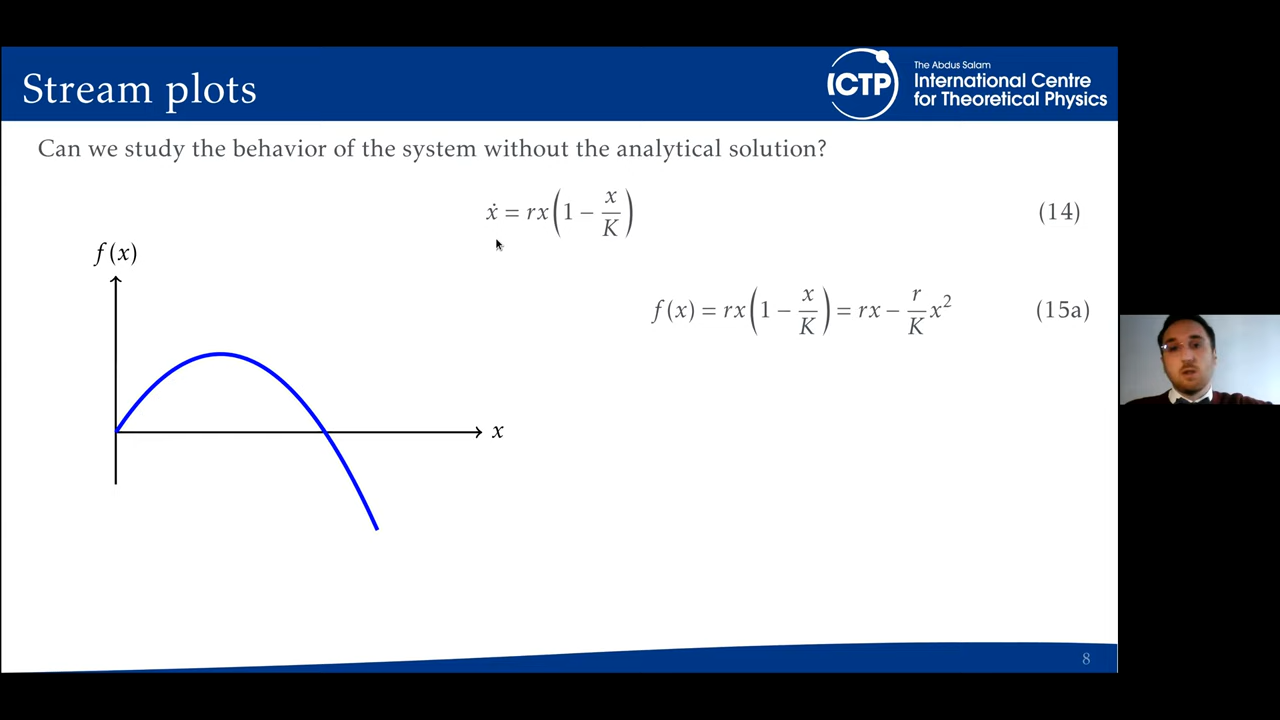 Stream plots
ICTP
The Abdus Salam
International Centre
for Theoretical Physics
Can we study the behavior of the system without the analytical solution?
ẋ = rx(1 − x/K) (14)
f(x)
f(x) = rx(1 − x/K) = rx − r/K x² (15a)
x
8